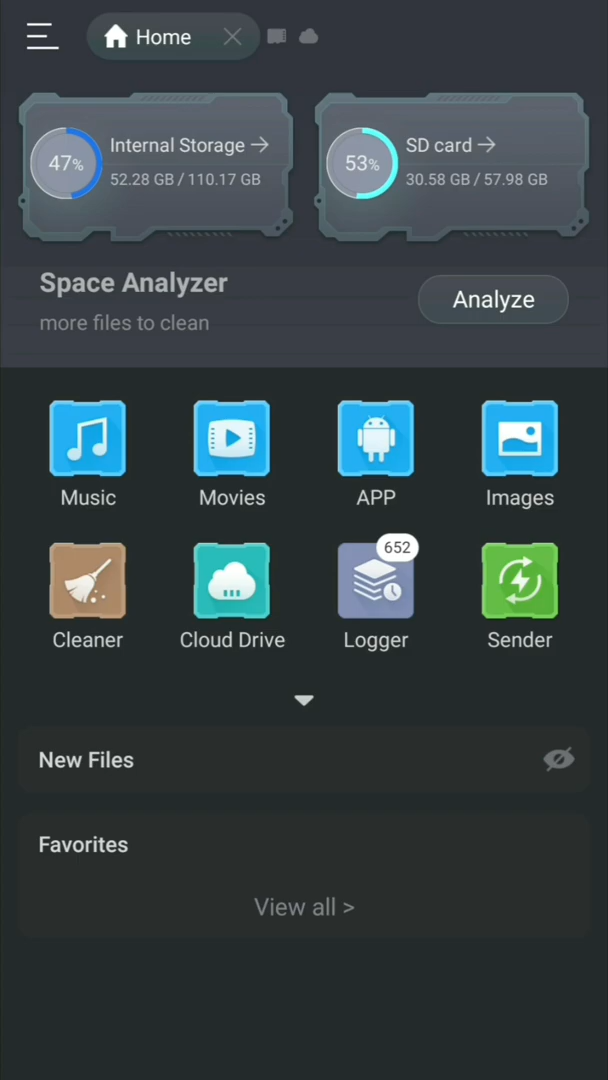 Home
Internal Storage
47%
52.28 GB / 110.17 GB
SD card
53%
30.58 GB / 57.98 GB
Space Analyzer
more files to clean
Analyze
Music
Movies
APP
Images
652
Cleaner
Cloud Drive
Logger
Sender
New Files
Favorites
View all >